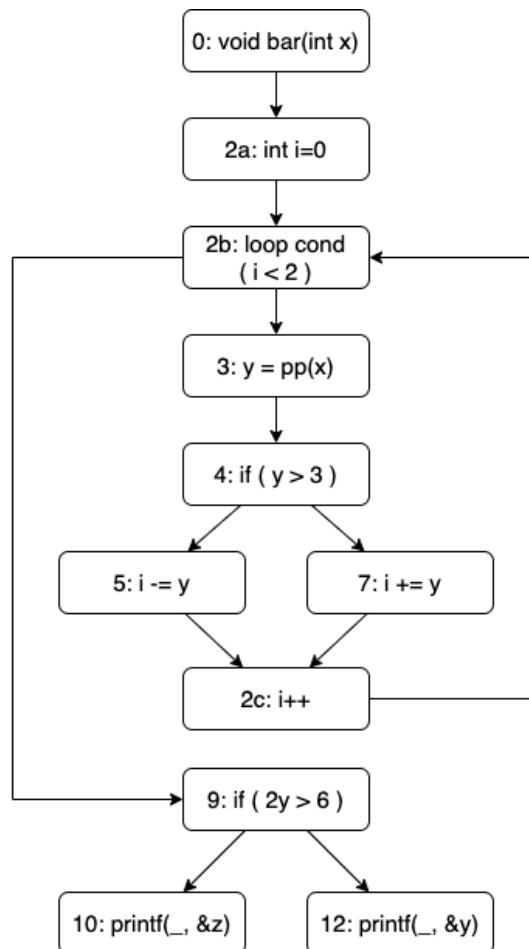 0: void bar(int x)
2a: int i=0
2b: loop cond
( i < 2 )
3: y = pp(x)
4: if ( y > 3 )
5: i -= y
7: i += y
2c: i++
9: if ( 2y > 6 )
10: printf(_, &z)
12: printf(_, &y)